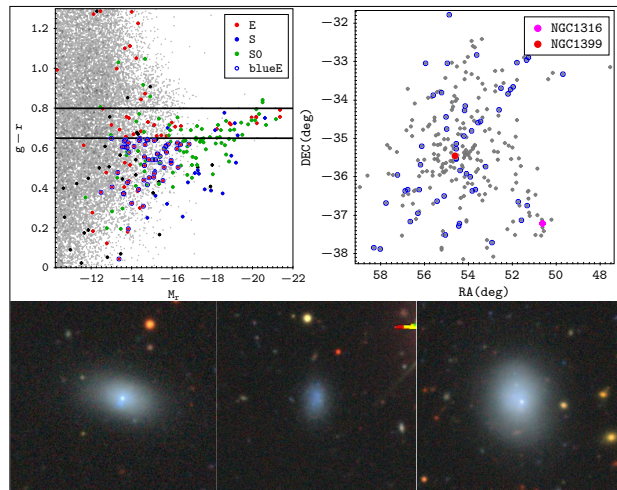 1.2
1.0
0.8
0.6
0.4
0.2
0
g − r
−12
−14
−16
−18
−20
−22
M_r
E
S
S0
blueE
−32
−33
−34
−35
−36
−37
−38
DEC(deg)
58
56
54
52
50
48
RA(deg)
NGC1316
NGC1399